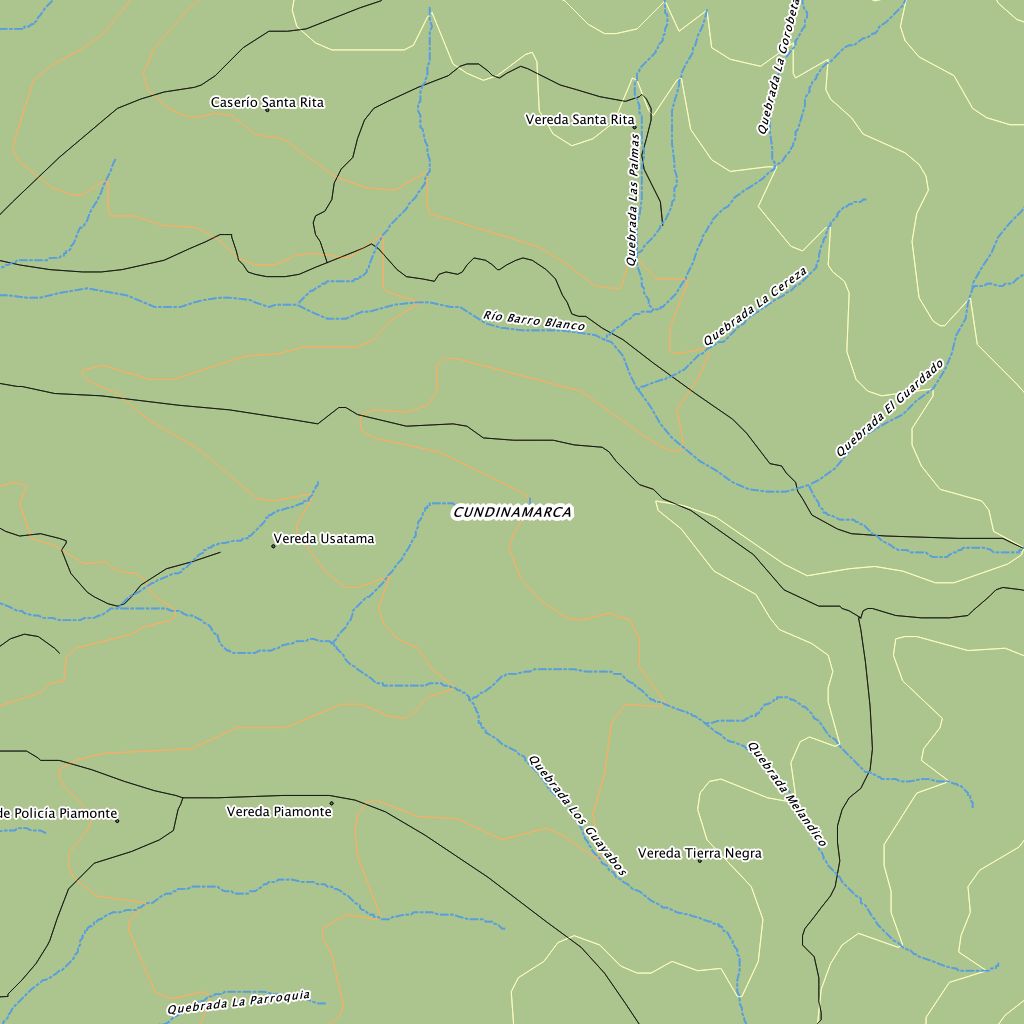 Quebrada La Gorobeta
Caserío Santa Rita
Vereda Santa Rita
Quebrada Las Palmas
Quebrada La Cereza
Río Barro Blanco
Quebrada El Guardado
CUNDINAMARCA
Vereda Usatama
Quebrada Los Guayabos
Quebrada Melandico
de Policía Piamonte
Vereda Piamonte
Vereda Tierra Negra
Quebrada La Parroquia